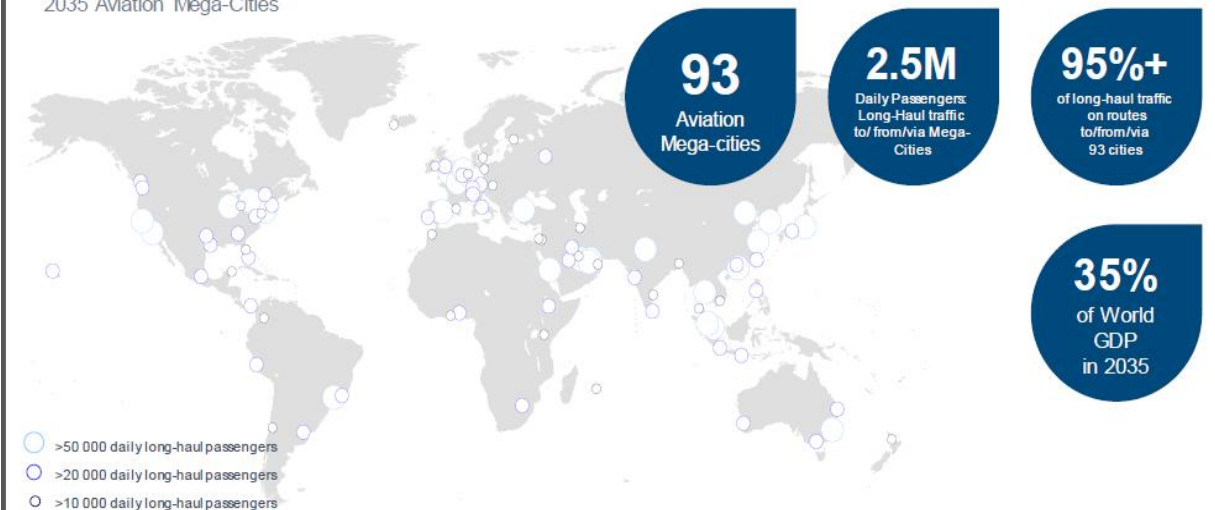 2035 Aviation Mega-Cities
93
Aviation
Mega-cities
2.5M
Daily Passengers:
Long-Haul traffic
to/ from/via Mega-
Cities
95%+
of long-haul traffic
on routes
to/from/via
93 cities
35%
of World
GDP
in 2035
>50 000 daily long-haul passengers
>20 000 daily long-haul passengers
>10 000 daily long-haul passengers